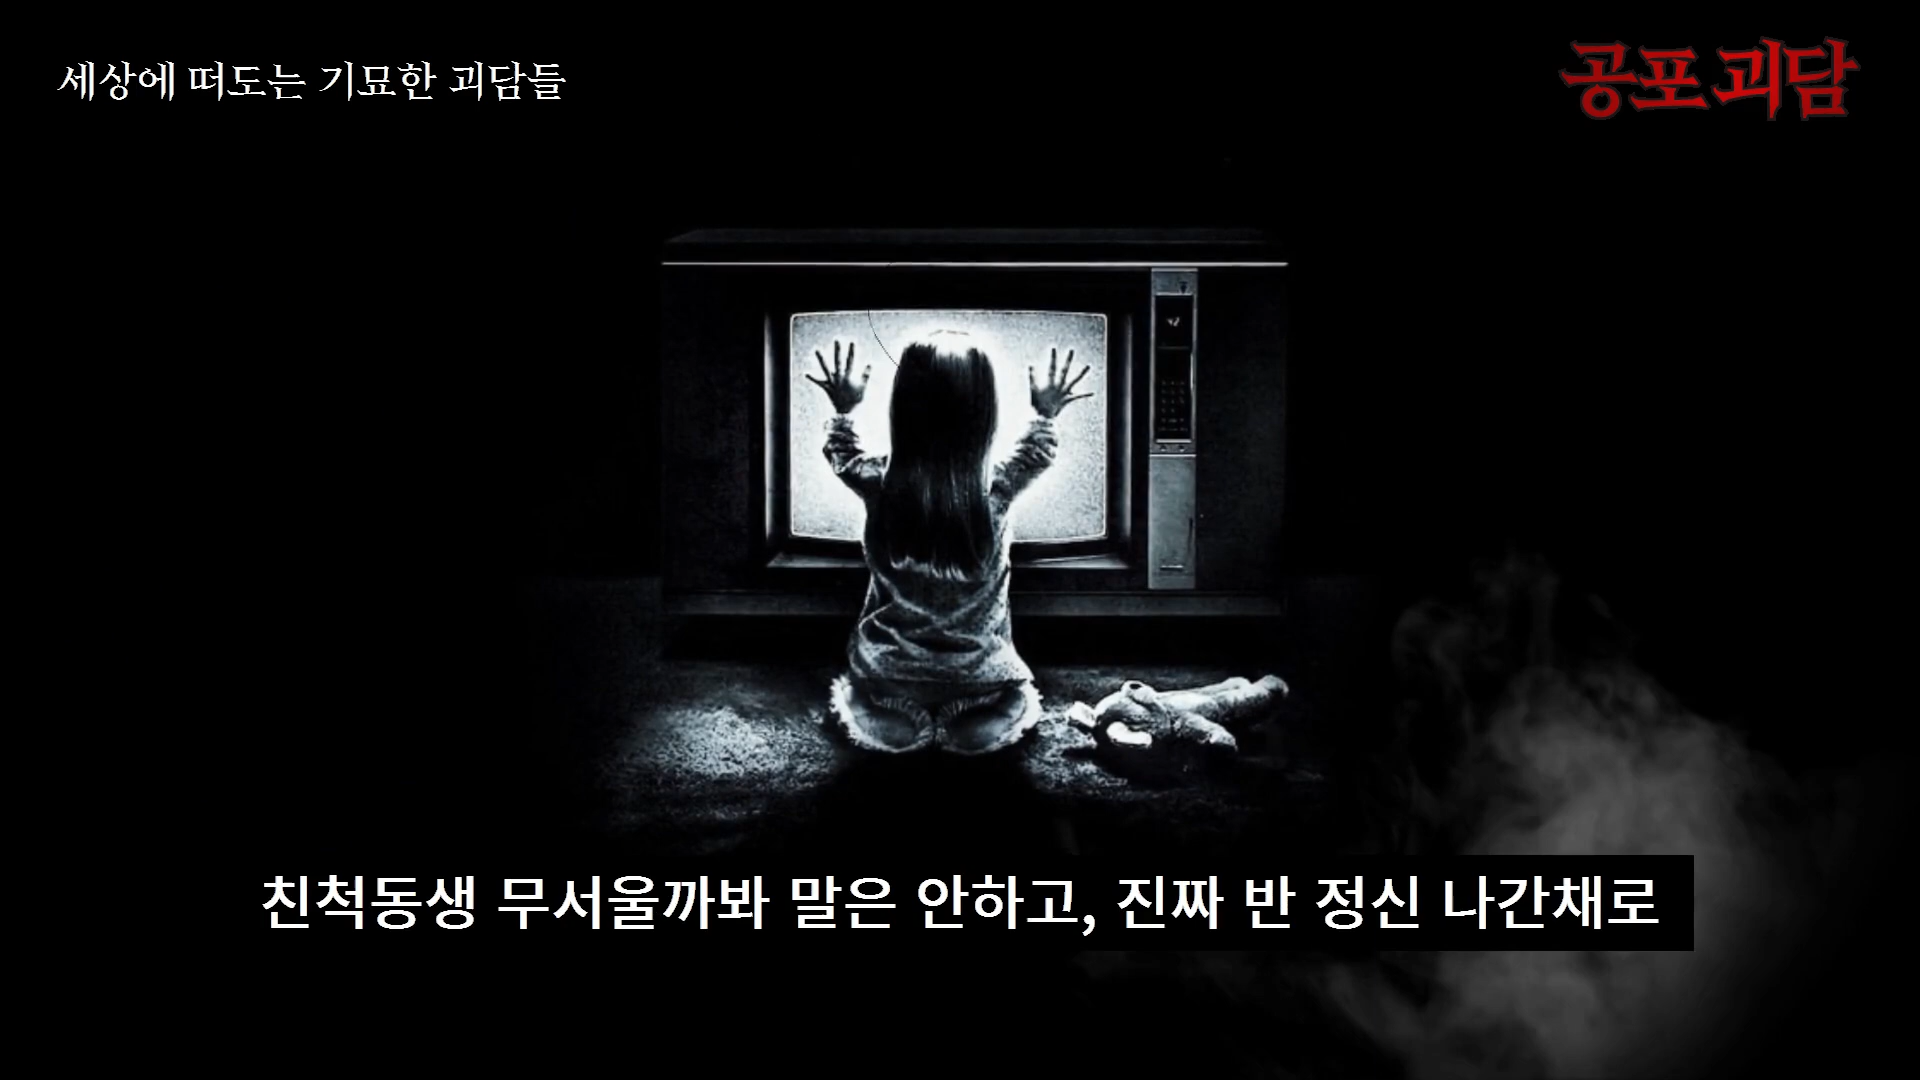 세상에 떠도는 기묘한 괴담들
공포괴담
친척동생 무서울까봐 말은 안하고, 진짜 반 정신 나간채로